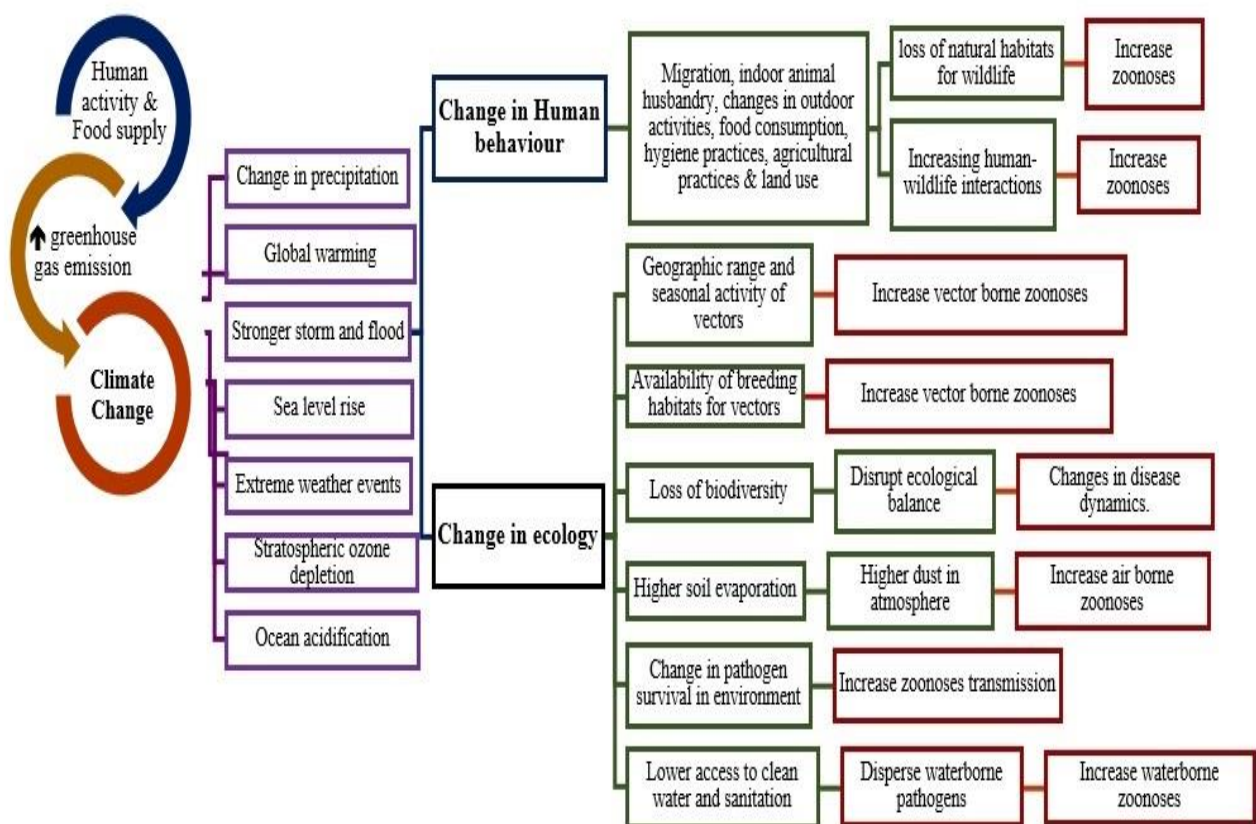 Human
activity &
Food supply
⬆ greenhouse
gas emission
Climate
Change
Change in precipitation
Global warming
Stronger storm and flood
Sea level rise
Extreme weather events
Stratospheric ozone
depletion
Ocean acidification
Change in Human
behaviour
Migration, indoor animal
husbandry, changes in outdoor
activities, food consumption,
hygiene practices, agricultural
practices & land use
loss of natural habitats
for wildlife
Increase
zoonoses
Increasing human-
wildlife interactions
Increase
zoonoses
Change in ecology
Geographic range and
seasonal activity of
vectors
Increase vector borne zoonoses
Availability of breeding
habitats for vectors
Increase vector borne zoonoses
Loss of biodiversity
Disrupt ecological
balance
Changes in disease
dynamics.
Higher soil evaporation
Higher dust in
atmosphere
Increase air borne
zoonoses
Change in pathogen
survival in environment
Increase zoonoses transmission
Lower access to clean
water and sanitation
Disperse waterborne
pathogens
Increase waterborne
zoonoses